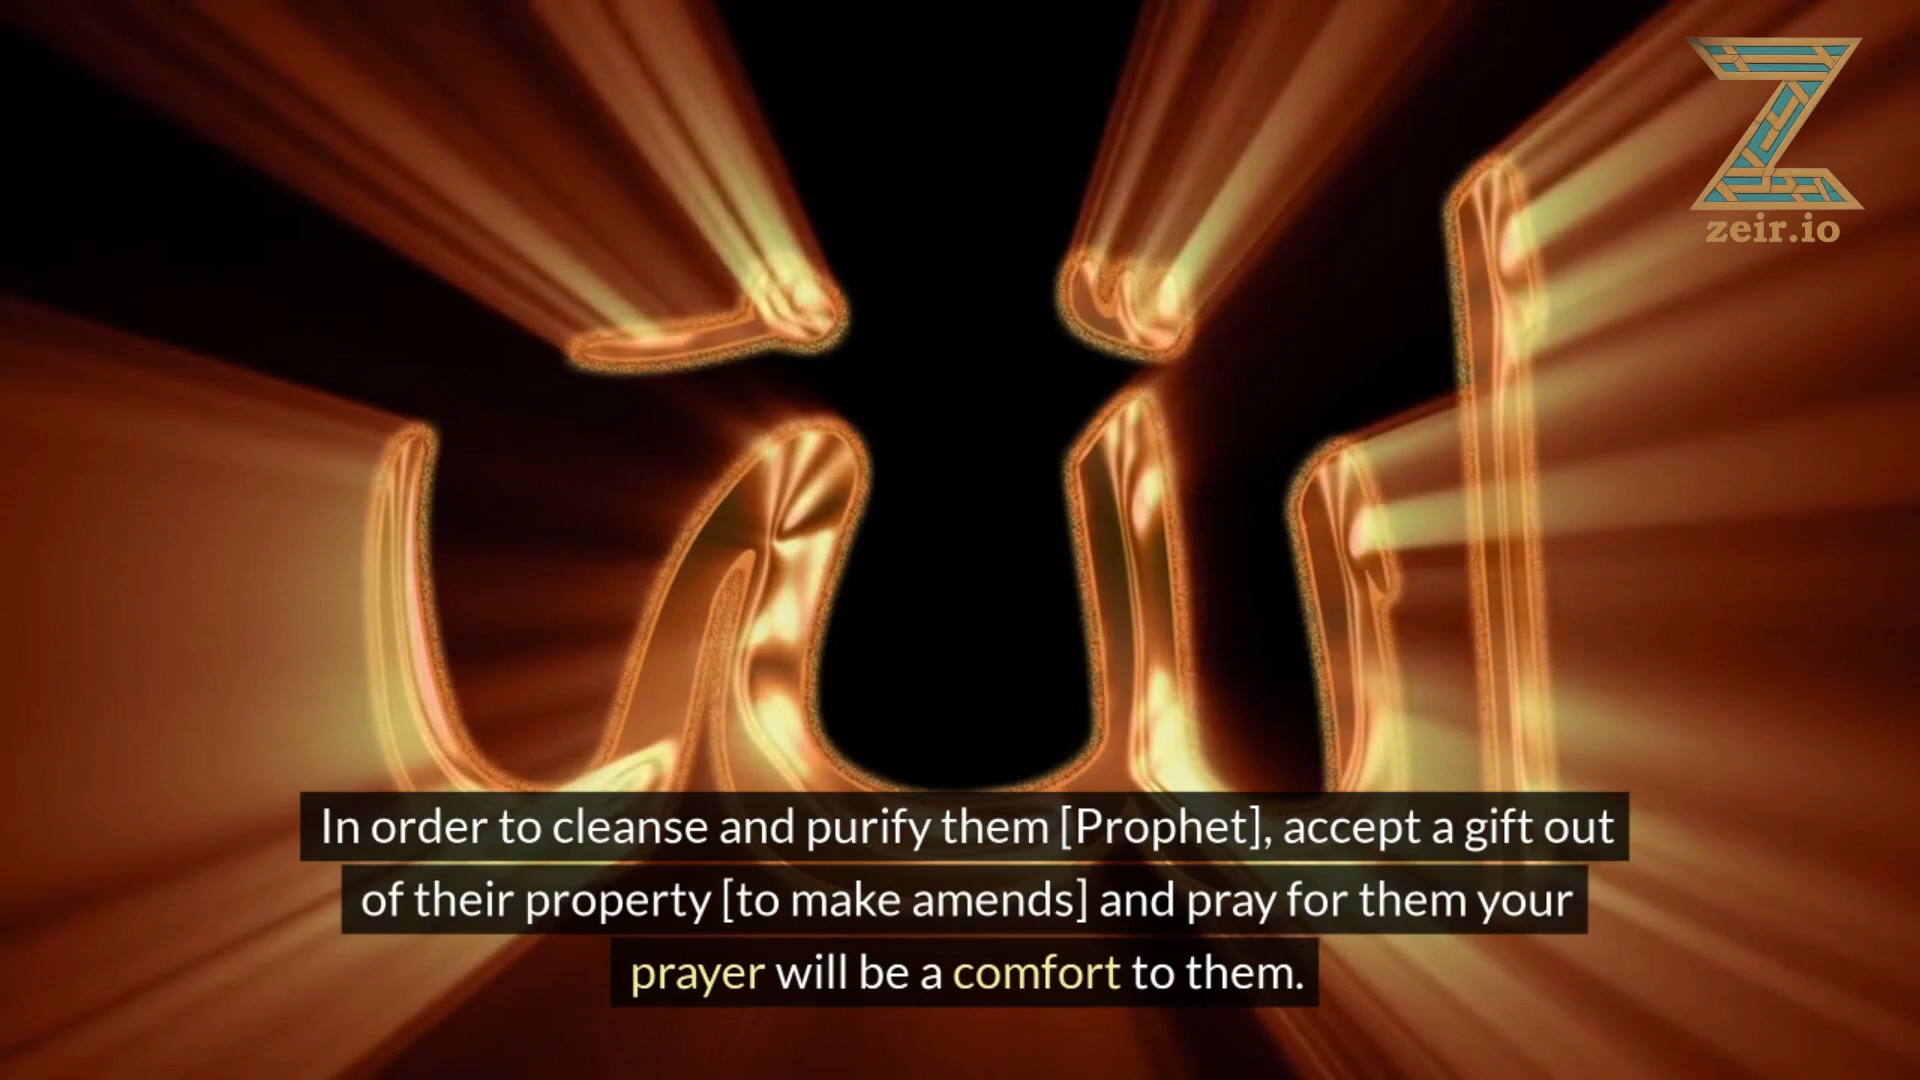 zeir.io
الله
In order to cleanse and purify them [Prophet], accept a gift out
of their property [to make amends] and pray for them your
prayer will be a comfort to them.